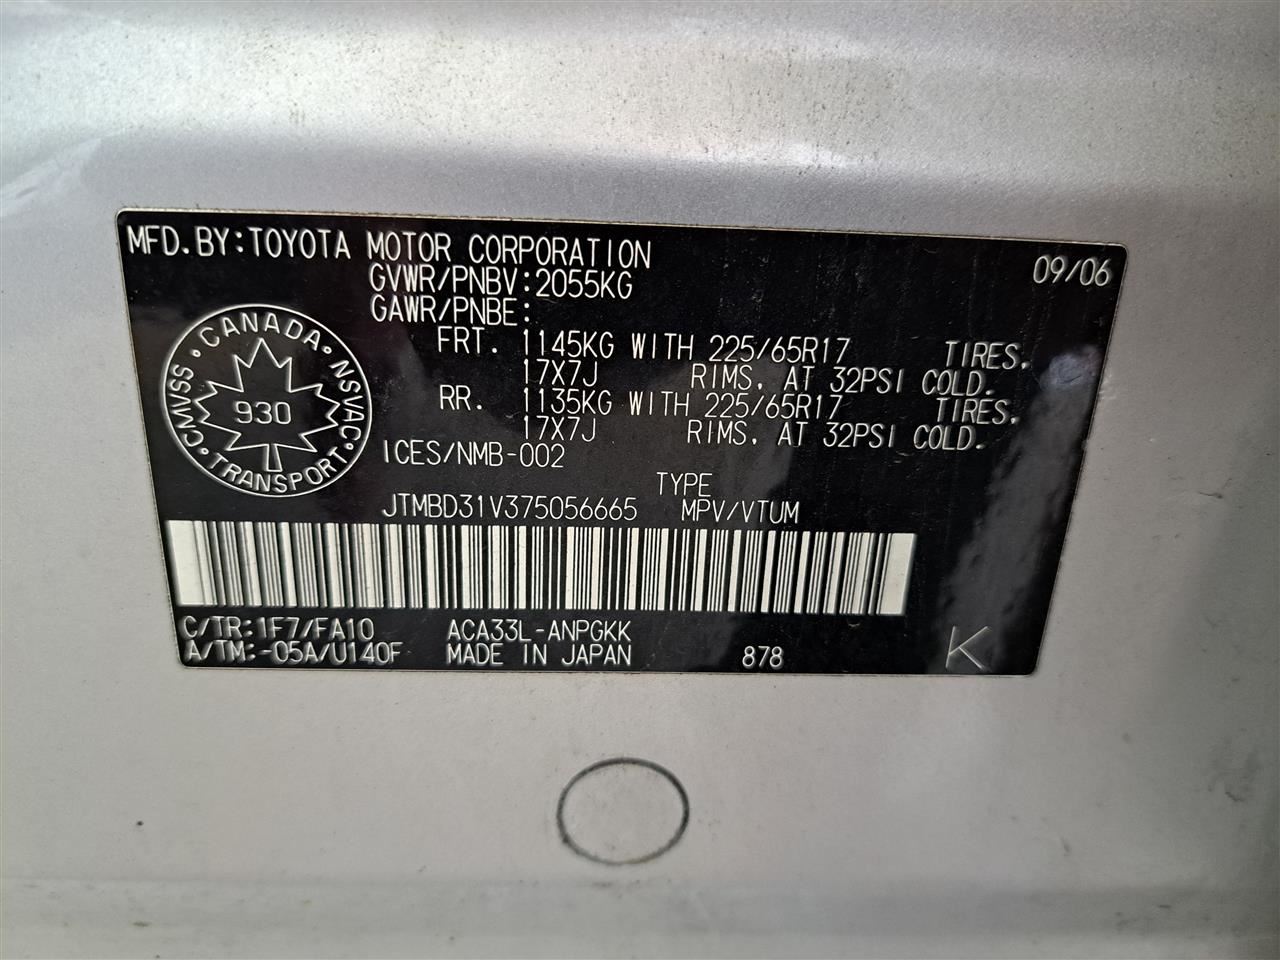 MFD.BY:TOYOTA MOTOR CORPORATION 09/06
GVWR/PNBV:2055KG
GAWR/PNBE:
FRT. 1145KG WITH 225/65R17 TIRES,
17X7J RIMS, AT 32PSI COLD.
RR. 1135KG WITH 225/65R17 TIRES,
17X7J RIMS, AT 32PSI COLD.
CANADA · NSVAC · TRANSPORT · CMVSS ·
930
ICES/NMB-002
TYPE
JTMBD31V375056665 MPV/VTUM
C/TR:1F7/FA10 ACA33L-ANPGKK
A/TM:-05A/U140F MADE IN JAPAN 878 K